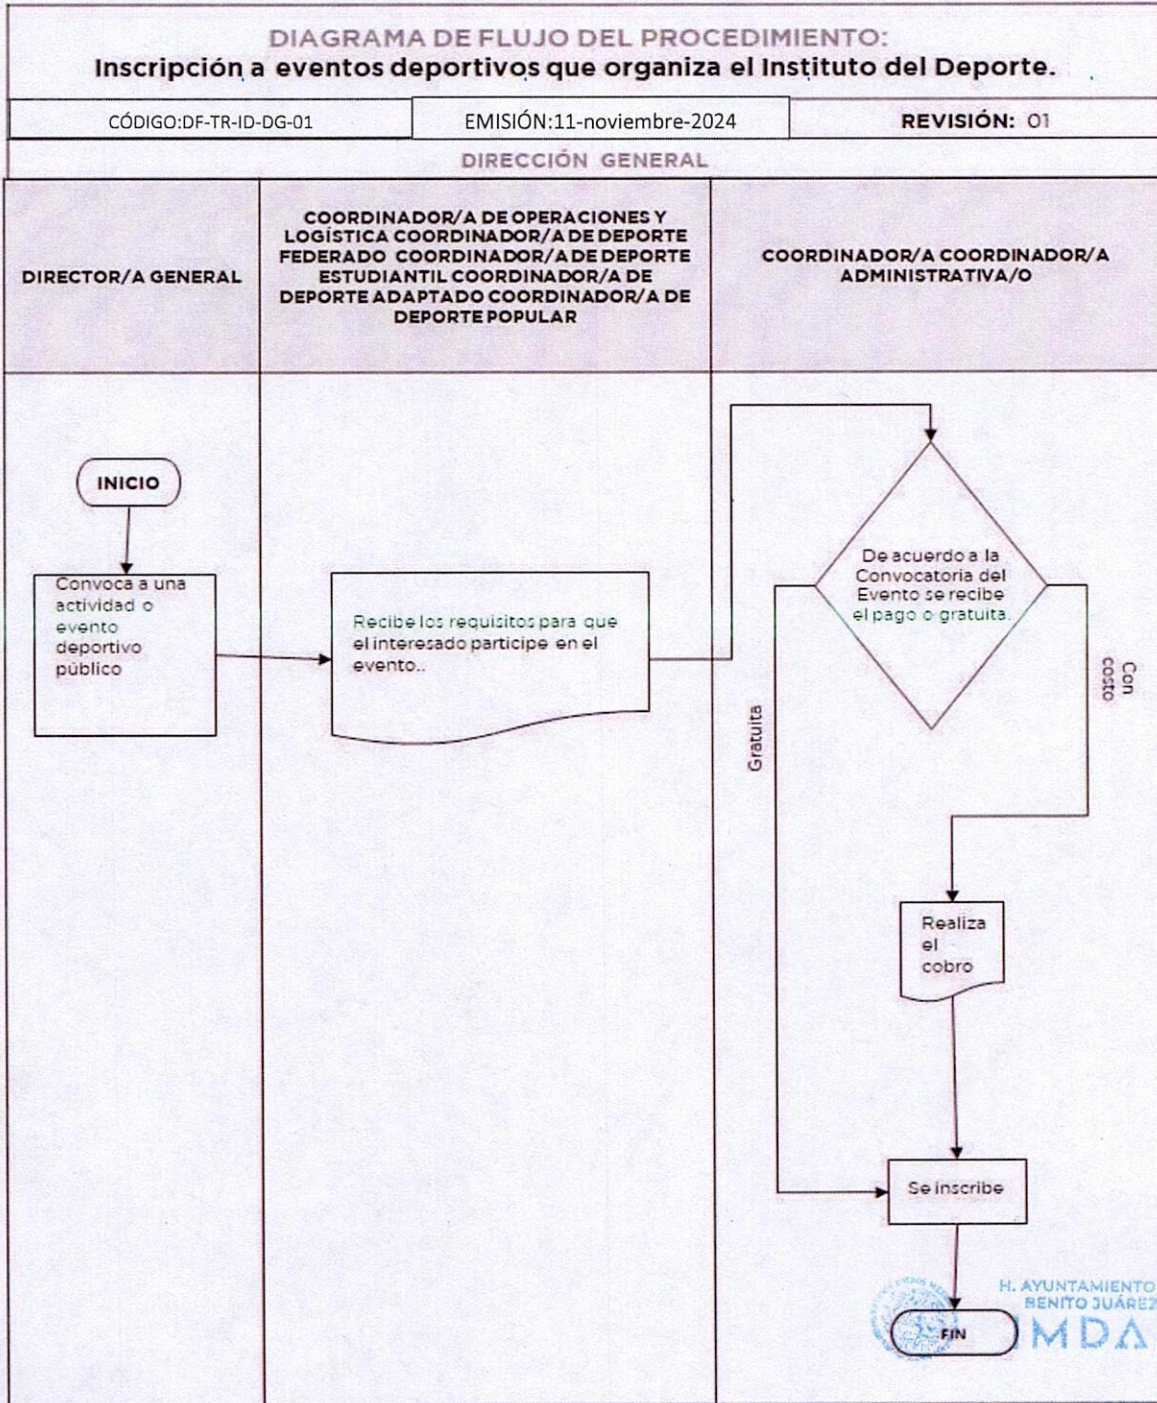 DIAGRAMA DE FLUJO DEL PROCEDIMIENTO:
Inscripción a eventos deportivos que organiza el Instituto del Deporte.
CÓDIGO:DF-TR-ID-DG-01
EMISIÓN:11-noviembre-2024
REVISIÓN: 01
DIRECCIÓN GENERAL
DIRECTOR/A GENERAL
COORDINADOR/A DE OPERACIONES Y
LOGÍSTICA COORDINADOR/A DE DEPORTE
FEDERADO COORDINADOR/A DE DEPORTE
ESTUDIANTIL COORDINADOR/A DE
DEPORTE ADAPTADO COORDINADOR/A DE
DEPORTE POPULAR
COORDINADOR/A COORDINADOR/A
ADMINISTRATIVA/O
INICIO
Convoca a una
actividad o
evento
deportivo
público
Recibe los requisitos para que
el interesado participe en el
evento..
De acuerdo a la
Convocatoria del
Evento se recibe
el pago o gratuita.
Gratuita
Con
costo
Realiza
el
cobro
Se inscribe
FIN
H. AYUNTAMIENTO
BENITO JUÁREZ
IMDA